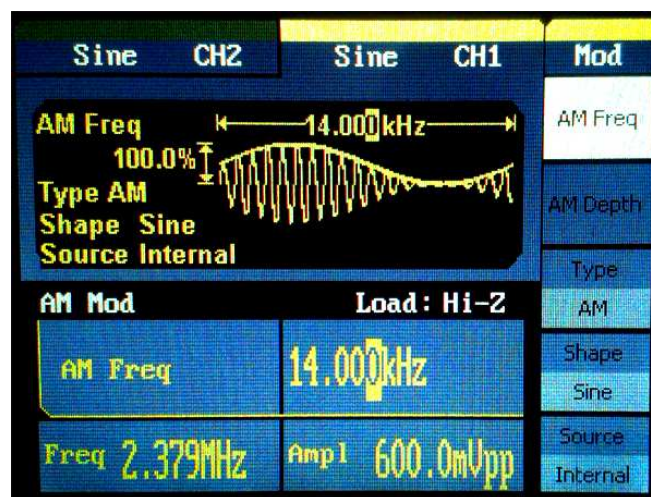 Sine CH2 Sine CH1 Mod
AM Freq 14.000kHz
100.0%
Type AM
Shape Sine
Source Internal
AM Mod Load: Hi-Z
AM Freq 14.000kHz
Freq 2.379MHz Ampl 600.0mVpp
AM Freq
AM Depth
Type
AM
Shape
Sine
Source
Internal